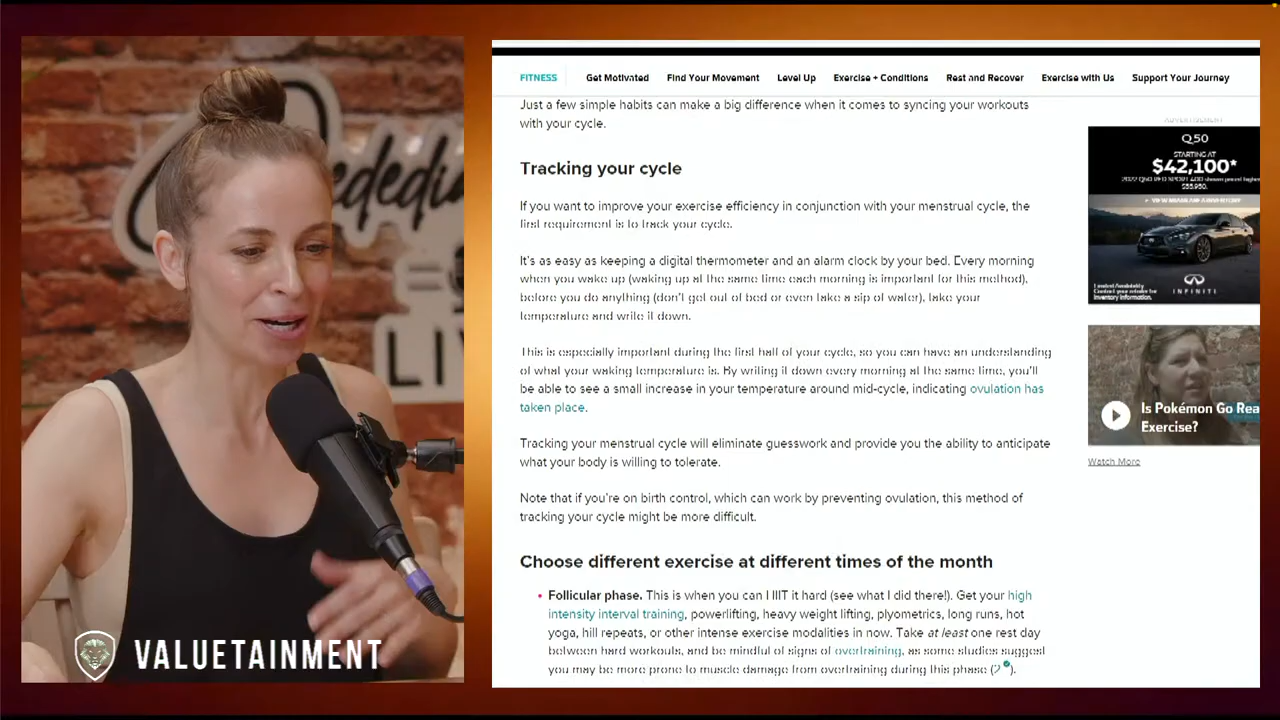 FITNESS Get Motivated Find Your Movement Level Up Exercise + Conditions Rest and Recover Exercise with Us Support Your Journey
Just a few simple habits can make a big difference when it comes to syncing your workouts
with your cycle.
Tracking your cycle
If you want to improve your exercise efficiency in conjunction with your menstrual cycle, the
first requirement is to track your cycle.
It's as easy as keeping a digital thermometer and an alarm clock by your bed. Every morning
when you wake up (waking up at the same time each morning is important for this method),
before you do anything (don't get out of bed or even take a sip of water), take your
temperature and write it down.
This is especially important during the first half of your cycle, so you can have an understanding
of what your waking temperature is. By writing it down every morning at the same time, you'll
be able to see a small increase in your temperature around mid-cycle, indicating ovulation has
taken place.
Tracking your menstrual cycle will eliminate guesswork and provide you the ability to anticipate
what your body is willing to tolerate.
Note that if you're on birth control, which can work by preventing ovulation, this method of
tracking your cycle might be more difficult.
Choose different exercise at different times of the month
• Follicular phase. This is when you can HIIT it hard (see what I did there!). Get your high
intensity interval training, powerlifting, heavy weight lifting, plyometrics, long runs, hot
yoga, hill repeats, or other intense exercise modalities in now. Take at least one rest day
between hard workouts, and be mindful of signs of overtraining, as some studies suggest
you may be more prone to muscle damage from overtraining during this phase (2).
ADVERTISEMENT
Q50
STARTING AT
$42,100*
Limited Availability
Contact your retailer for
Inventory Information.
INFINITI
Is Pokémon Go Rea
Exercise?
Watch More
LIV
VALUETAINMENT